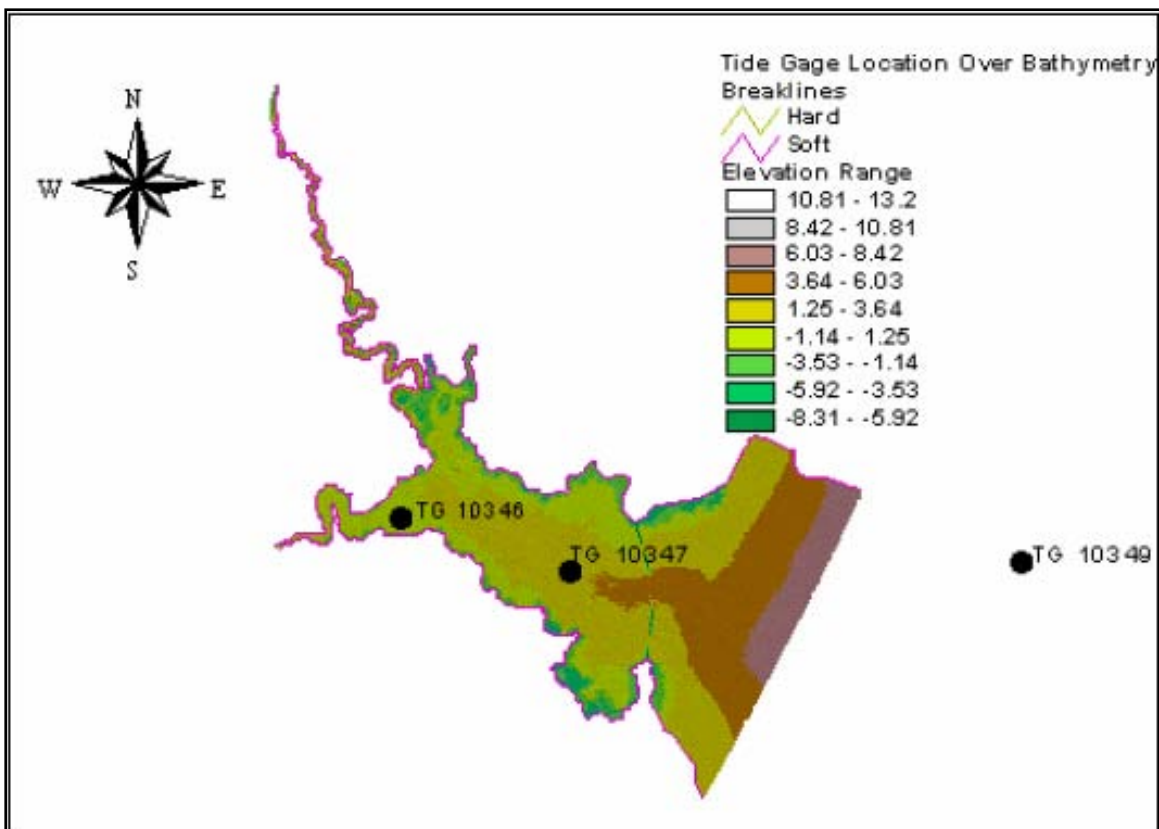 Tide Gage Location Over Bathymetry
Breaklines
Hard
Soft
Elevation Range
10.81 - 13.2
8.42 - 10.81
6.03 - 8.42
3.64 - 6.03
1.25 - 3.64
-1.14 - 1.25
-3.53 - -1.14
-5.92 - -3.53
-8.31 - -5.92
N
W E
S
TG 10346
TG 10347
TG 10349